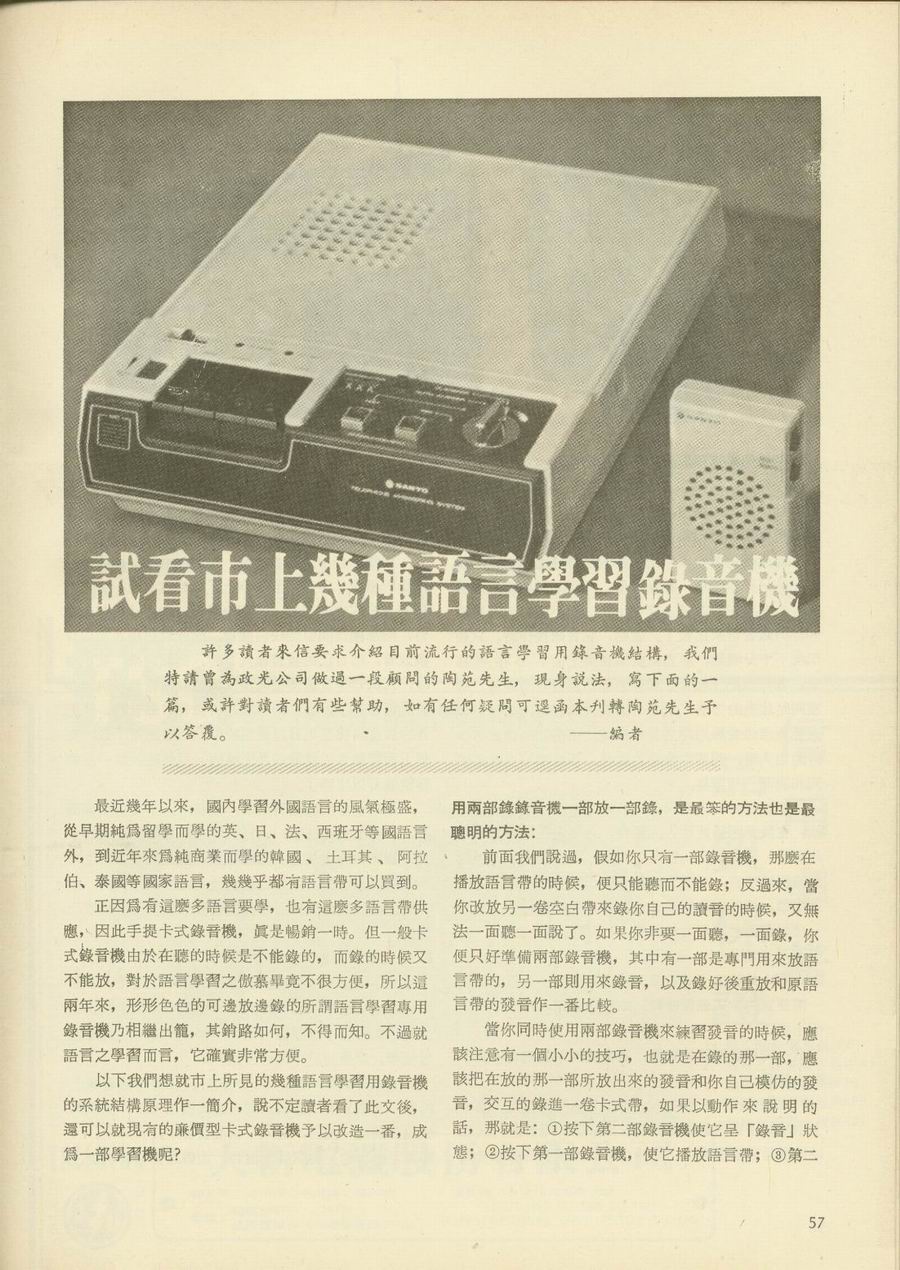 SANYO
TELEPHONE ANSWERING SYSTEM
SANYO
試看市上幾種語言學習錄音機
許多讀者來信要求介紹目前流行的語言學習用錄音機結構，我們
特請曾為政光公司做過一段顧問的陶苑先生，現身說法，寫下面的一
篇，或許對讀者們有些幫助，如有任何疑問可逕函本刋轉陶苑先生予
以答覆。 ——編者
最近幾年以來，國內學習外國語言的風氣極盛，
從早期純爲留學而學的英、日、法、西班牙等國語言
外，到近年來爲純商業而學的韓國、土耳其、阿拉
伯、泰國等國家語言，幾幾乎都有語言帶可以買到。
正因爲有這麽多語言要學，也有這麽多語言帶供
應，因此手提卡式錄音機，眞是暢銷一時。但一般卡
式錄音機由於在聽的時候是不能錄的，而錄的時候又
不能放，對於語言學習之倣慕畢竟不很方便，所以這
兩年來，形形色色的可邊放邊錄的所謂語言學習專用
錄音機乃相繼出籠，其銷路如何，不得而知。不過就
語言之學習而言，它確實非常方便。
以下我們想就市上所見的幾種語言學習用錄音機
的系統結構原理作一簡介，說不定讀者看了此文後，
還可以就現有的廉價型卡式錄音機予以改造一番，成
爲一部學習機呢?
用兩部錄錄音機一部放一部錄，是最笨的方法也是最
聰明的方法：
前面我們說過，假如你只有一部錄音機，那麽在
播放語言帶的時候，便只能聽而不能錄；反過來，當
你改放另一卷空白帶來錄你自己的讀音的時候，又無
法一面聽一面說了。如果你非要一面聽，一面錄，你
便只好準備兩部錄音機，其中有一部是專門用來放語
言帶的，另一部則用來錄音，以及錄好後重放和原語
言帶的發音作一番比較。
當你同時使用兩部錄音機來練習發音的時候，應
該注意有一個小小的技巧，也就是在錄的那一部，應
該把在放的那一部所放出來的發音和你自己模仿的發
音，交互的錄進一卷卡式帶，如果以動作來說明的
話，那就是：①按下第二部錄音機使它呈「錄音」狀
態；②按下第一部錄音機，使它播放語言帶；③第二
57